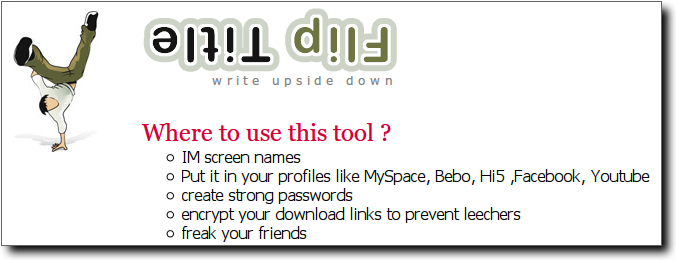 Flip Title
write upside down
Where to use this tool ?
IM screen names
Put it in your profiles like MySpace, Bebo, Hi5 ,Facebook, Youtube
create strong passwords
encrypt your download links to prevent leechers
freak your friends